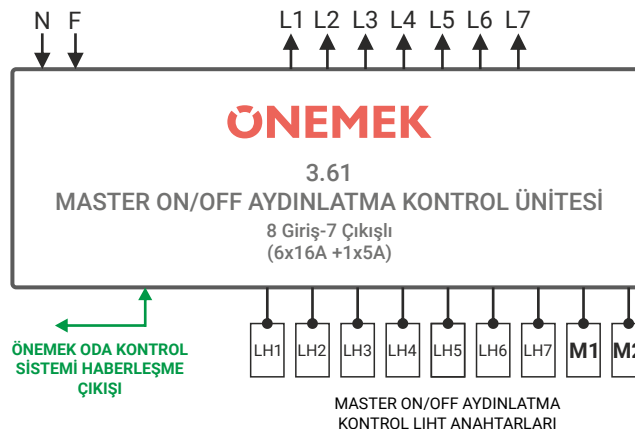 N F L1 L2 L3 L4 L5 L6 L7
ÖNEMEK
3.61
MASTER ON/OFF AYDINLATMA KONTROL ÜNİTESİ
8 Giriş-7 Çıkışlı
(6x16A +1x5A)
LH1 LH2 LH3 LH4 LH5 LH6 LH7 M1 M2
ÖNEMEK ODA KONTROL
SİSTEMİ HABERLEŞME
ÇIKIŞI
MASTER ON/OFF AYDINLATMA
KONTROL LIHT ANAHTARLARI